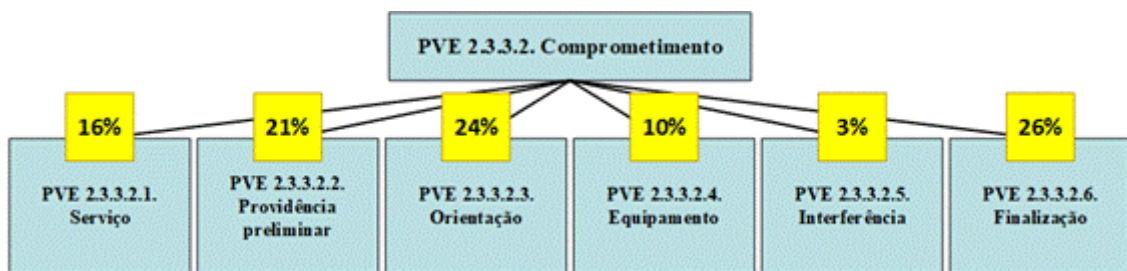 PVE 2.3.3.2. Comprometimento
16%
21%
24%
10%
3%
26%
PVE 2.3.3.2.1.
Serviço
PVE 2.3.3.2.2.
Providência
preliminar
PVE 2.3.3.2.3.
Orientação
PVE 2.3.3.2.4.
Equipamento
PVE 2.3.3.2.5.
Interferência
PVE 2.3.3.2.6.
Finalização